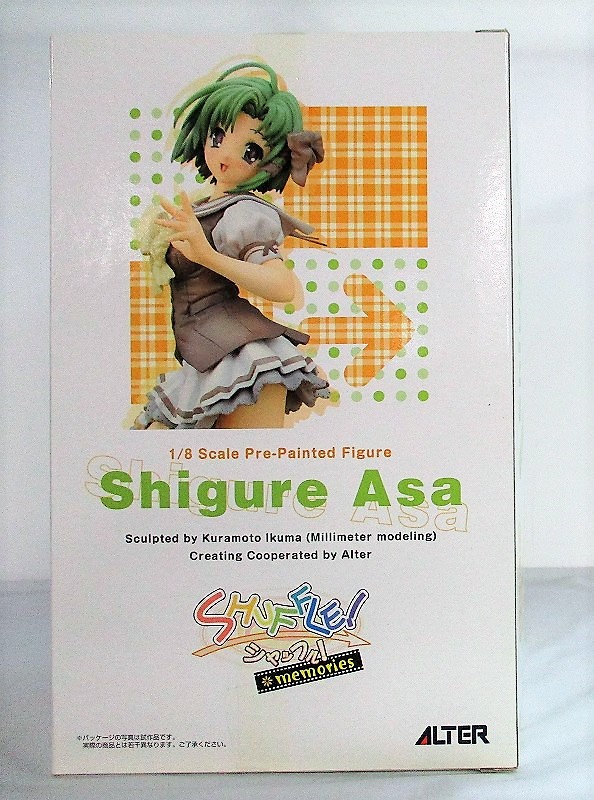 1/8 Scale Pre-Painted Figure
Shigure Asa
Shigure Asa
Sculpted by Kuramoto Ikuma (Millimeter modeling)
Creating Cooperated by Alter
SHUFFLE!
シャッフル!
*memories
※パッケージの写真は試作品です。
実際の商品とは若干異なります。ご了承ください。
ALTER